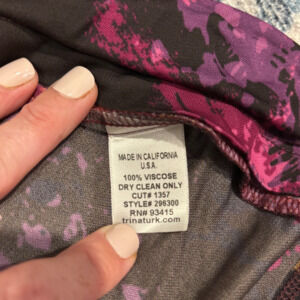 MADE IN CALIFORNIA
U.S.A.
100% VISCOSE
DRY CLEAN ONLY
CUT# 1357
STYLE# 296300
RN# 93415
trinaturk.com